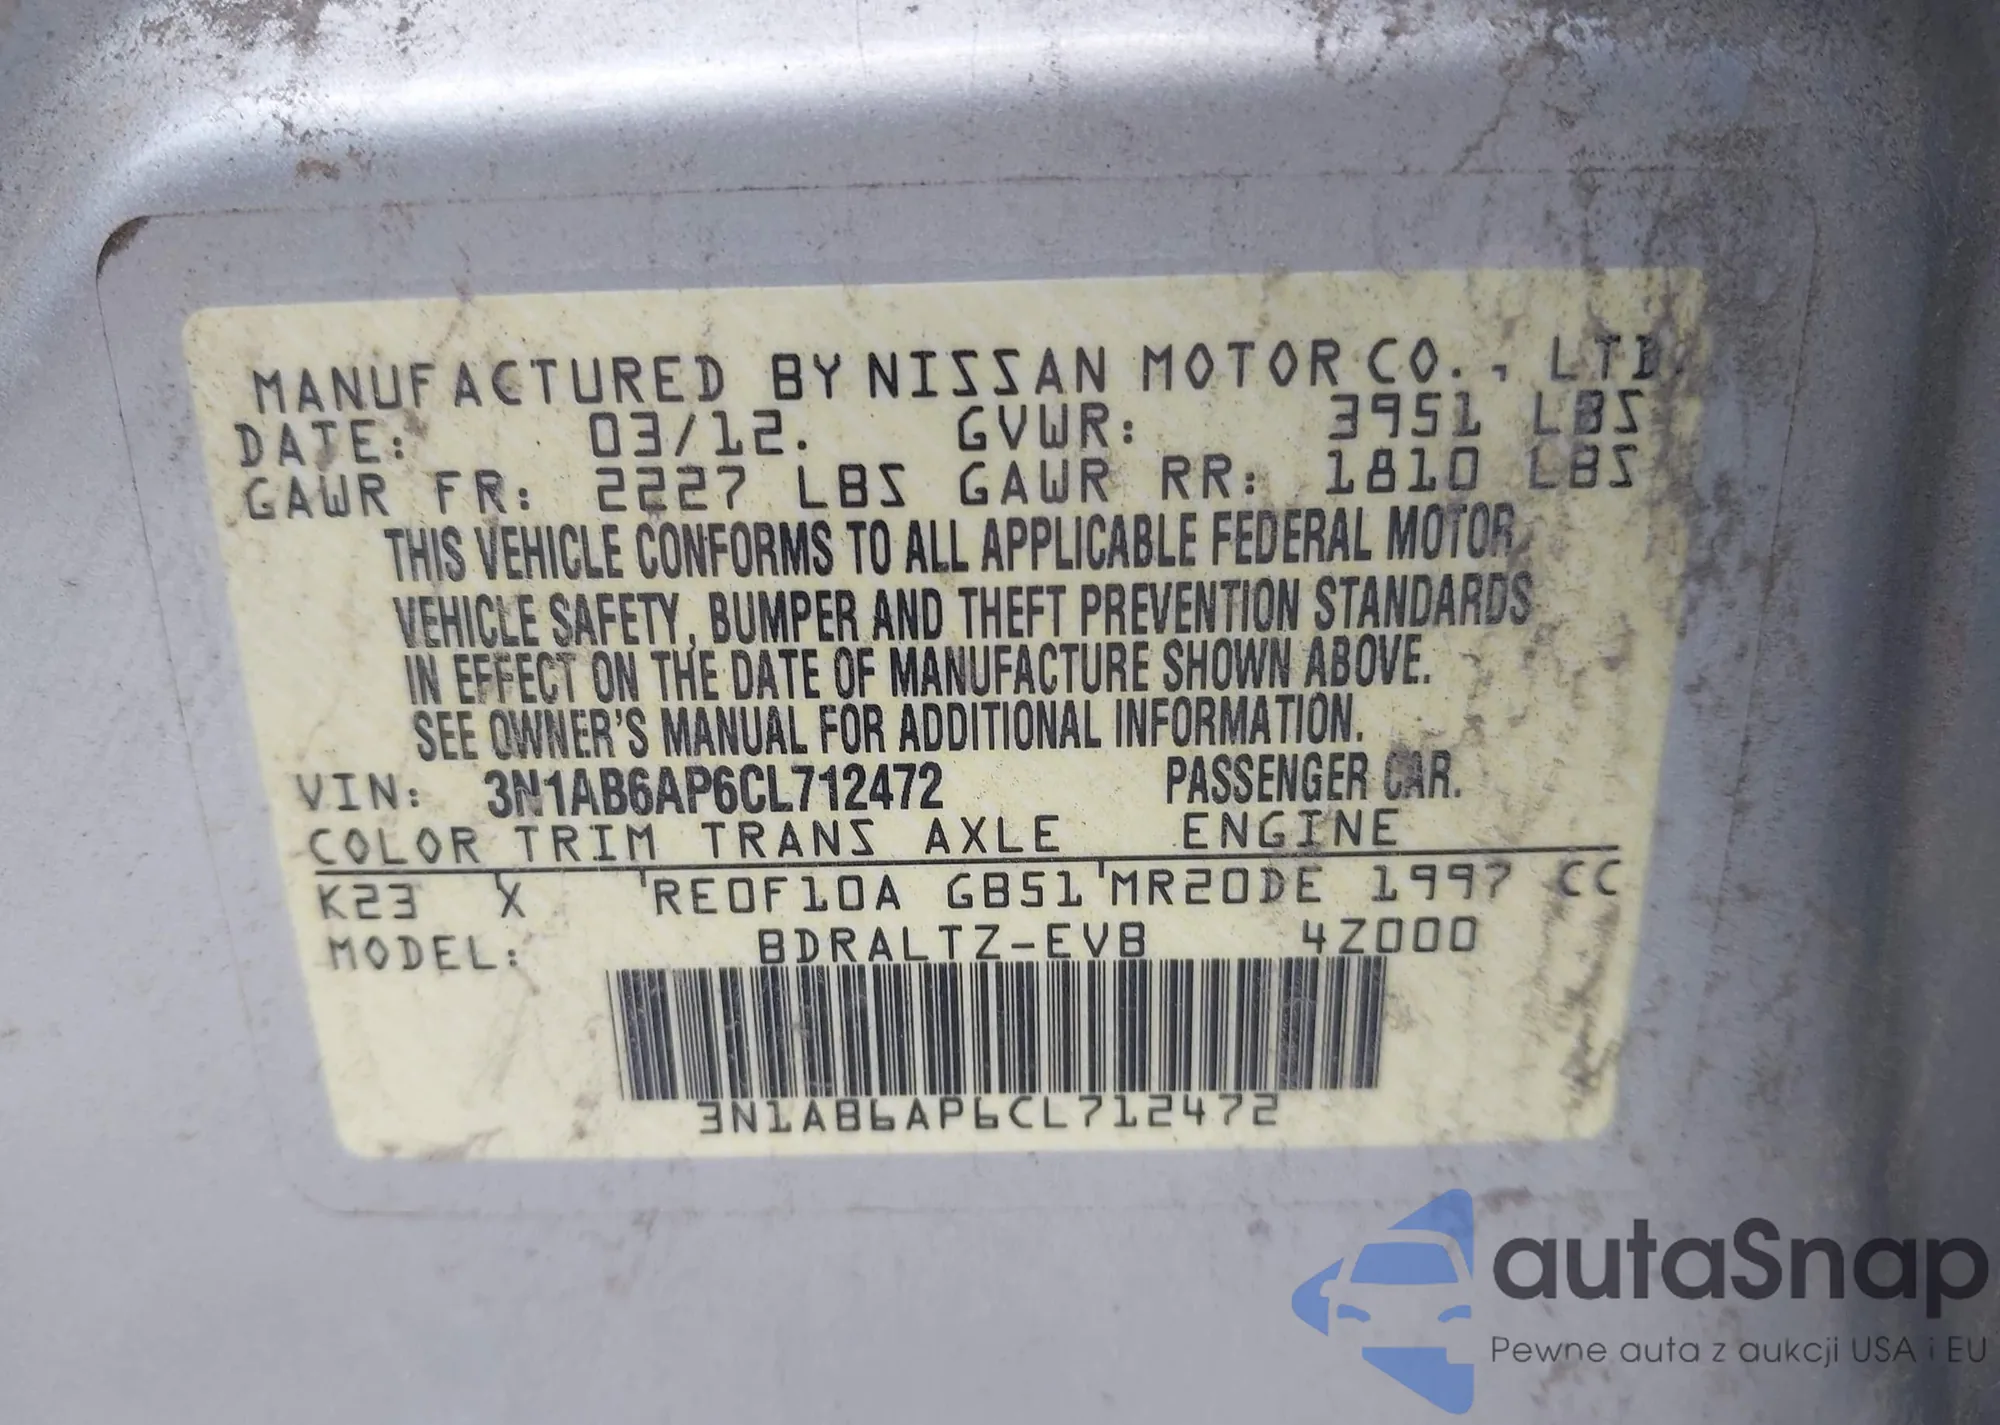 MANUFACTURED BY NISSAN MOTOR CO., LTD.
DATE: 03/12. GVWR: 3951 LBS
GAWR FR: 2227 LBS GAWR RR: 1810 LBS
THIS VEHICLE CONFORMS TO ALL APPLICABLE FEDERAL MOTOR
VEHICLE SAFETY, BUMPER AND THEFT PREVENTION STANDARDS
IN EFFECT ON THE DATE OF MANUFACTURE SHOWN ABOVE.
SEE OWNER'S MANUAL FOR ADDITIONAL INFORMATION.
VIN: 3N1AB6AP6CL712472 PASSENGER CAR.
COLOR TRIM TRANS AXLE ENGINE
K23 X RE0F10A GB51 MR20DE 1997 CC
MODEL: BDRALTZ-EVB 4Z000
3N1AB6AP6CL712472
autaSnap
Pewne auta z aukcji USA i EU